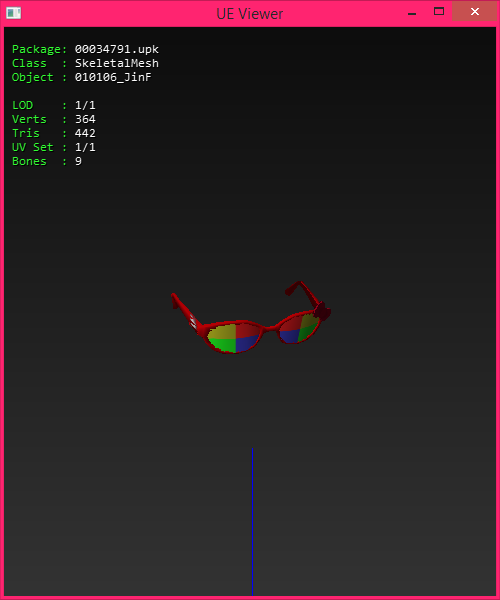 UE Viewer
Package: 00034791.upk
Class  : SkeletalMesh
Object : 010106_JinF
LOD    : 1/1
Verts  : 364
Tris   : 442
UV Set : 1/1
Bones  : 9